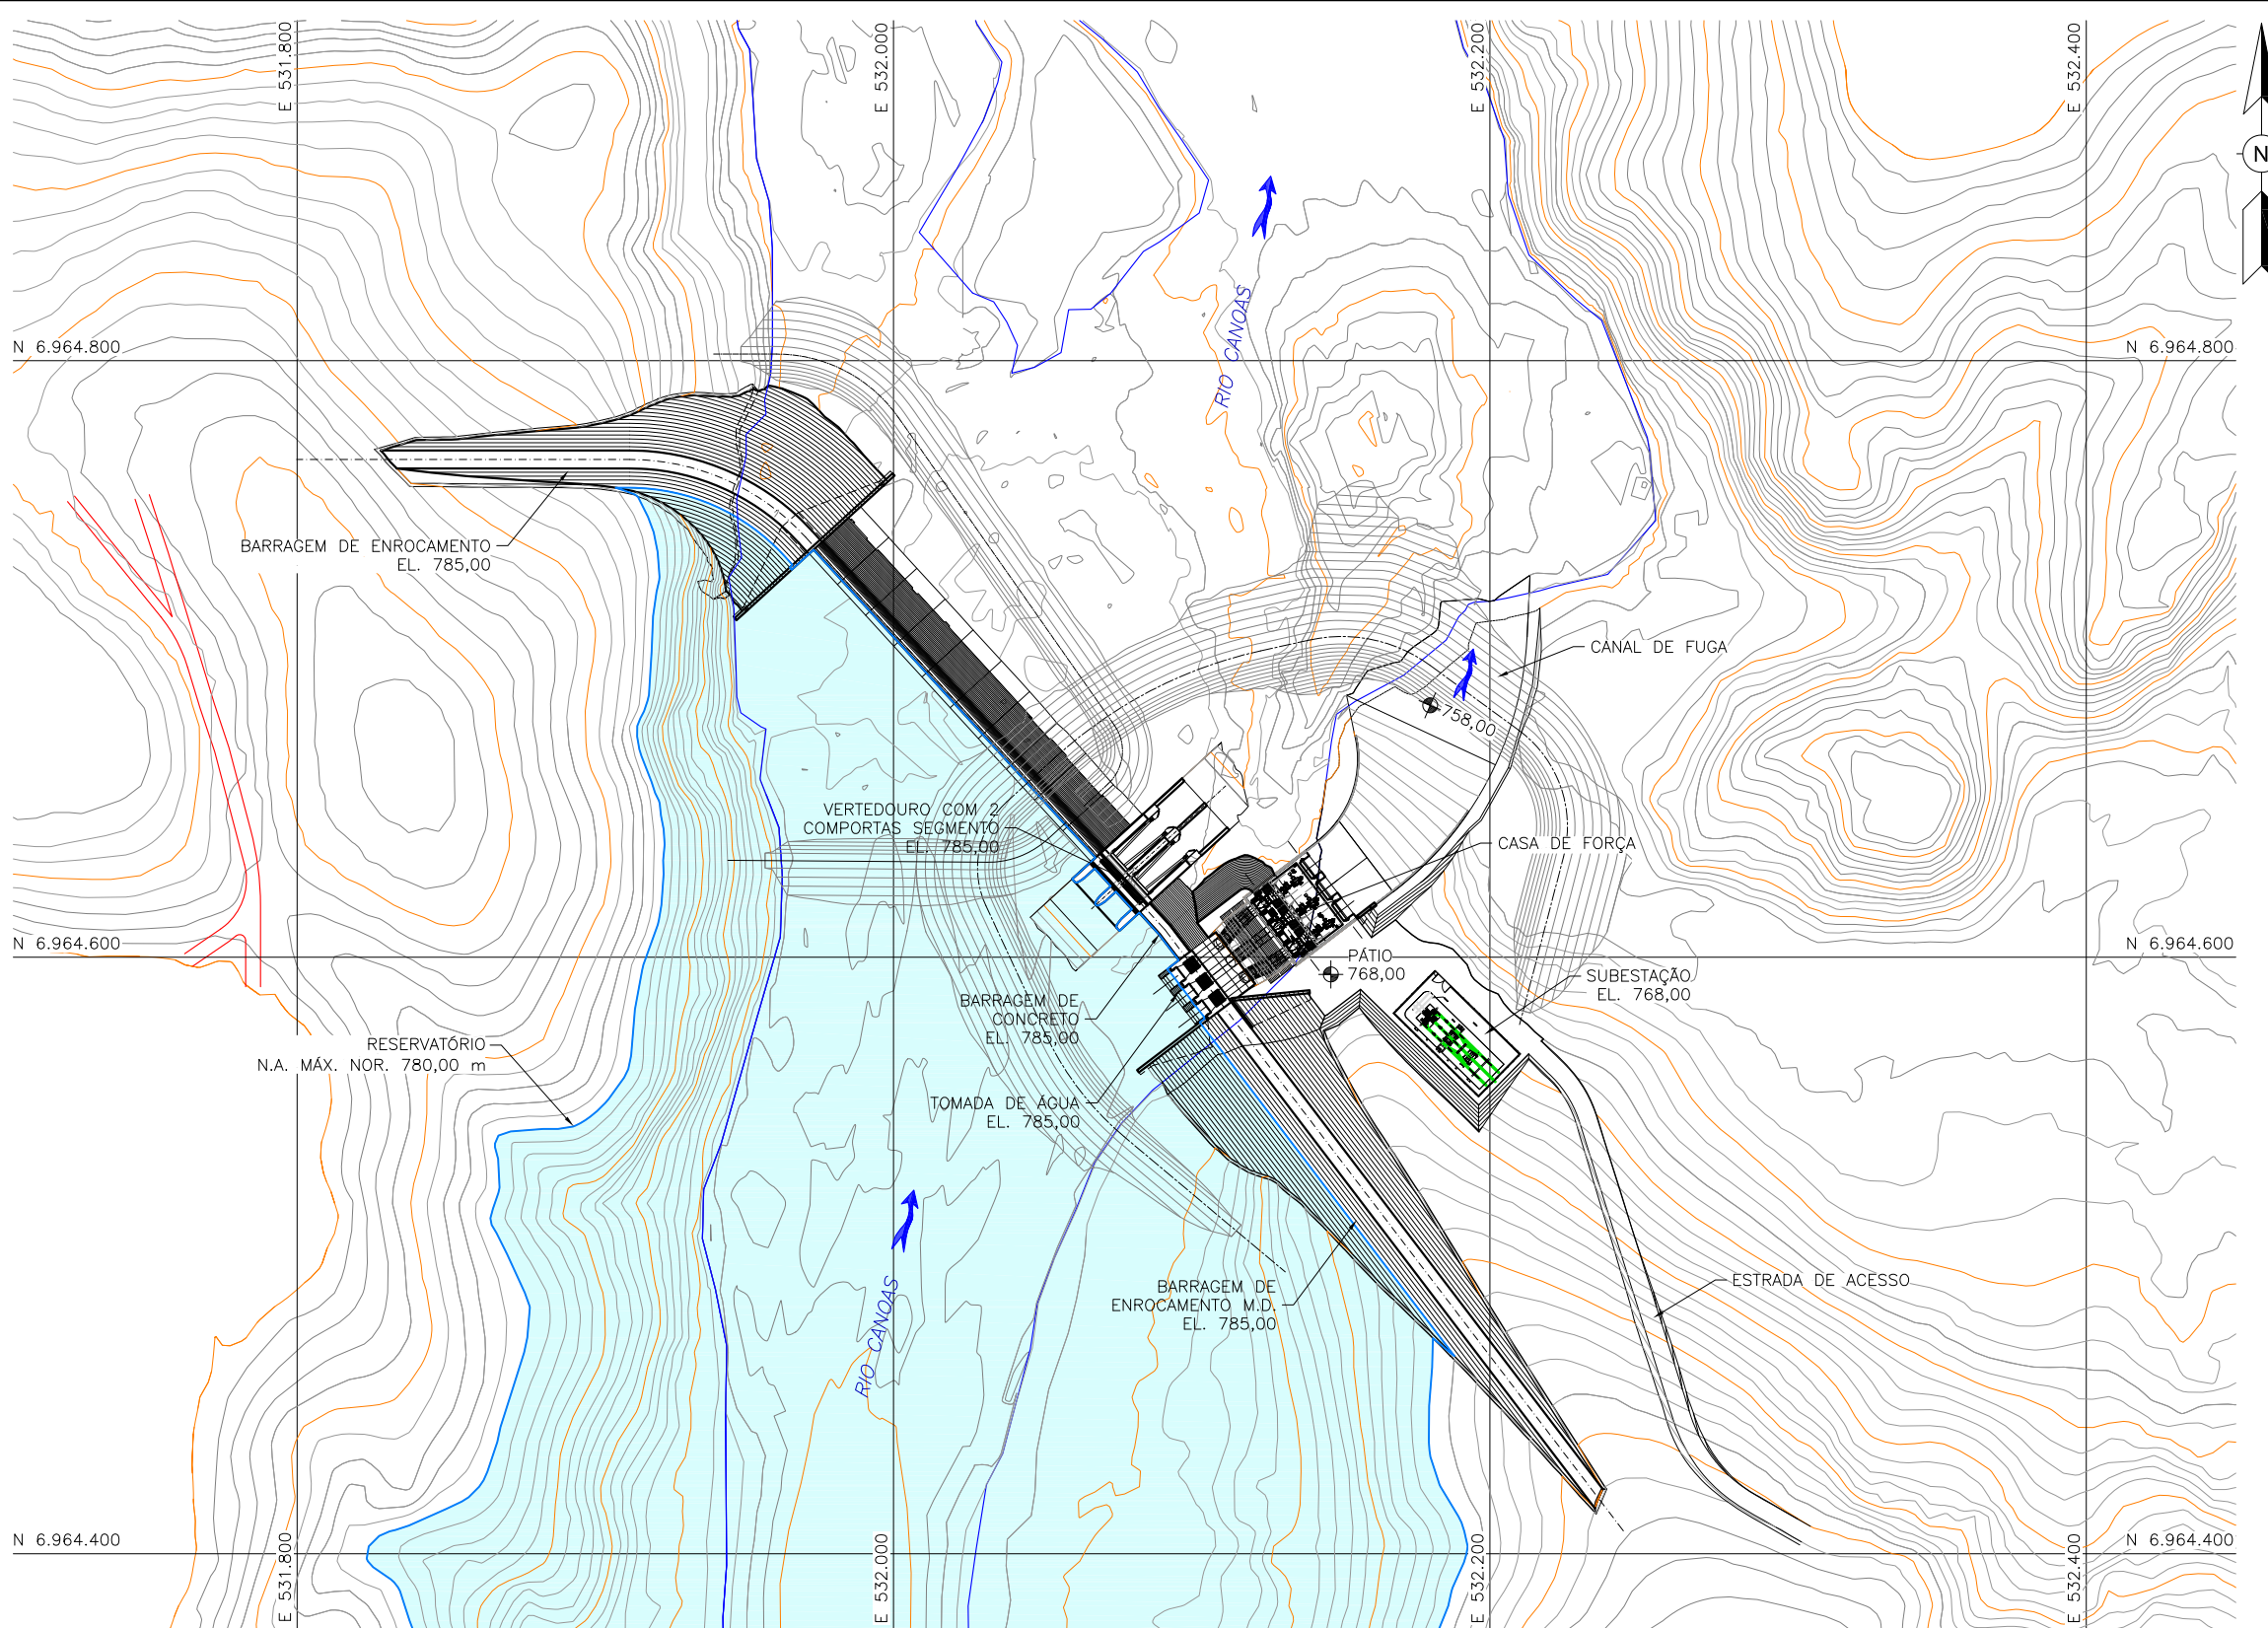 E 531.800
E 532.000
E 532.200
E 532.400
N
N 6.964.800
N 6.964.800
RIO CANOAS
BARRAGEM DE ENROCAMENTO
EL. 785,00
CANAL DE FUGA
758,00
VERTEDOURO COM 2
COMPORTAS SEGMENTO
EL. 785,00
CASA DE FORÇA
N 6.964.600
N 6.964.600
PÁTIO
768,00
SUBESTAÇÃO
EL. 768,00
BARRAGEM DE
CONCRETO
EL. 785,00
RESERVATÓRIO
N.A. MÁX. NOR. 780,00 m
TOMADA DE ÁGUA
EL. 785,00
RIO CANOAS
BARRAGEM DE
ENROCAMENTO M.D.
EL. 785,00
ESTRADA DE ACESSO
N 6.964.400
N 6.964.400
E 531.800
E 532.000
E 532.200
E 532.400